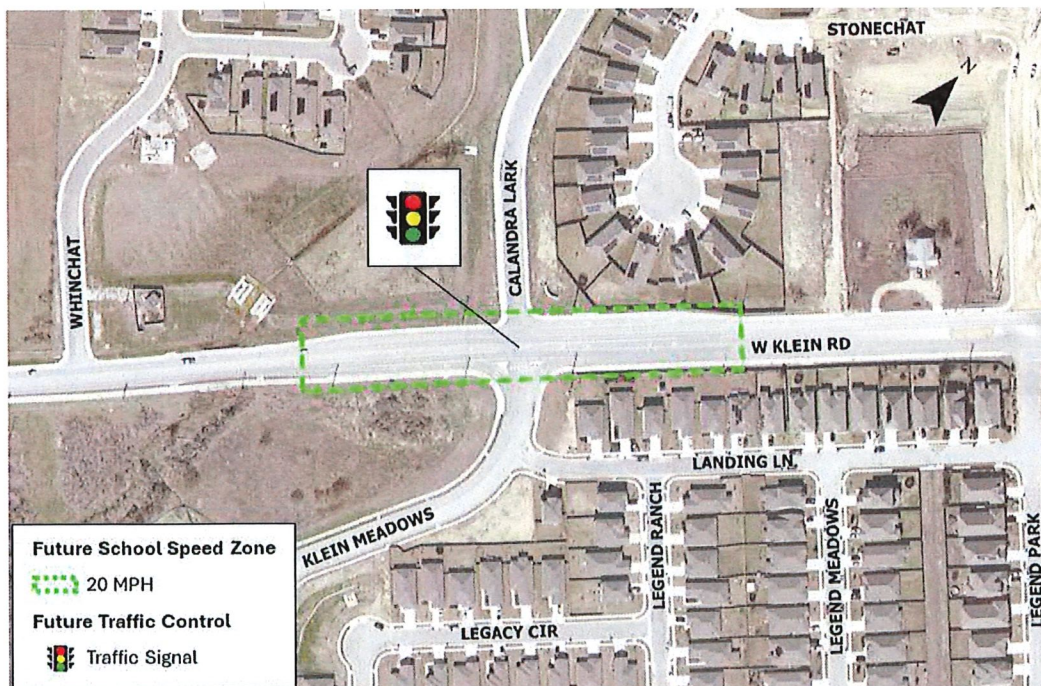 STONECHAT
N
WHINCHAT
CALANDRA LARK
W KLEIN RD
LANDING LN
KLEIN MEADOWS
LEGEND RANCH
LEGEND MEADOWS
LEGEND PARK
LEGACY CIR
Future School Speed Zone
20 MPH
Future Traffic Control
Traffic Signal